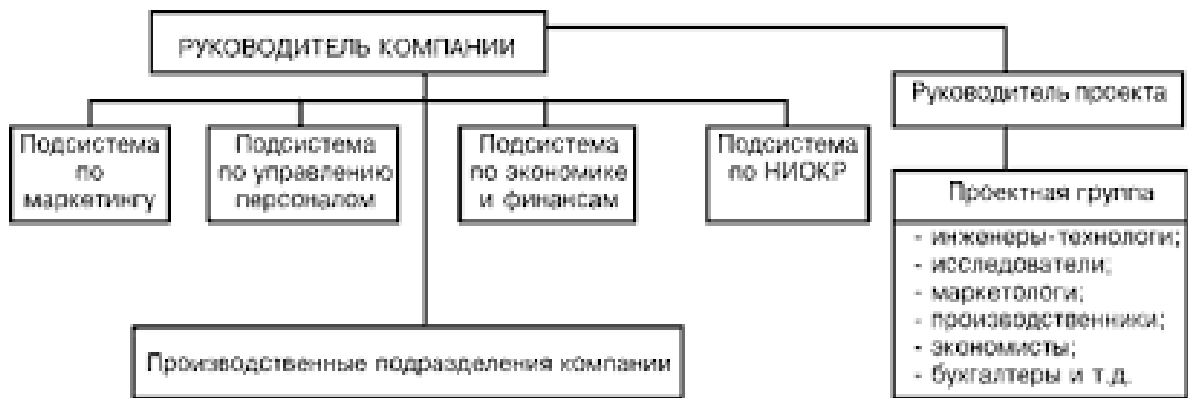 РУКОВОДИТЕЛЬ КОМПАНИИ
Руководитель проекта
Подсистема
по
маркетингу
Подсистема
по управлению
персоналом
Подсистема
по экономике
и финансам
Подсистема
по НИОКР
Проектная группа
- инженеры-технологи;
- исследователи;
- маркетологи;
- производственники;
- экономисты;
- бухгалтеры и т.д.
Производственные подразделения компании